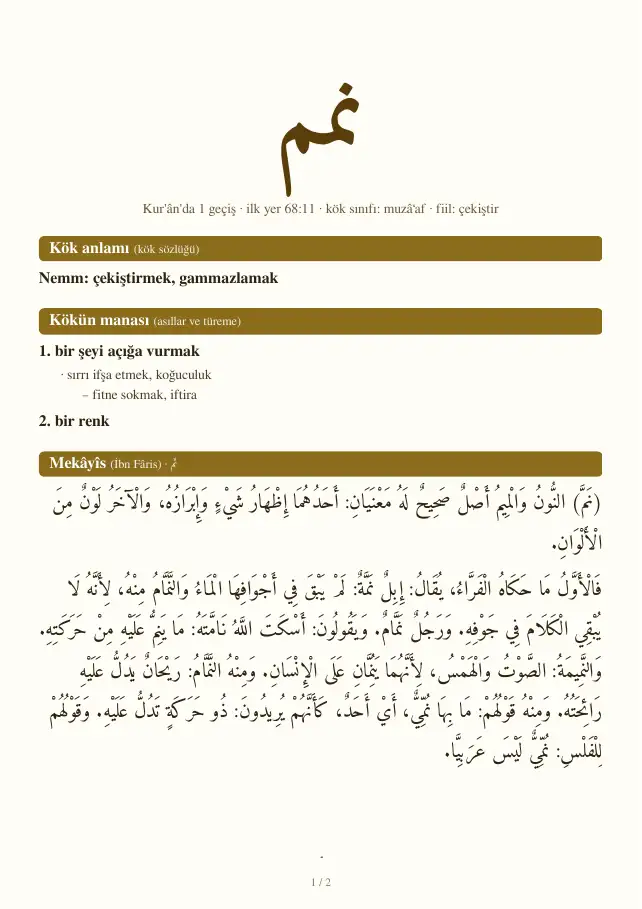 نمم
Kur'ân'da 1 geçiş · ilk yer 68:11 · kök sınıfı: muzâ'af · fiil: çekiştir
Kök anlamı (kök sözlüğü)
Nemm: çekiştirmek, gammazlamak
Kökün manası (asıllar ve türeme)
1. bir şeyi açığa vurmak
· sırrı ifşa etmek, koğuculuk
– fitne sokmak, iftira
2. bir renk
Mekâyîs (İbn Fâris) · نم
(نَمَّ) النُّونُ وَالْمِيمُ أَصْلٌ صَحِيحٌ لَهُ مَعْنَيَانِ: أَحَدُهُمَا إِظْهَارُ شَيْءٍ وَإِبْرَازُهُ، وَالْآخَرُ لَوْنٌ مِنَ
الْأَلْوَانِ.
فَالْأَوَّلُ مَا حَكَاهُ الْفَرَّاءُ، يُقَالُ: إِبِلٌ نَمَّةٌ: لَمْ يَبْقَ فِي أَجْوَافِهَا الْمَاءُ وَالنَّمَّامُ مِنْهُ، لِأَنَّهُ لَا
يُبْقِي الْكَلَامَ فِي جَوْفِهِ. وَرَجُلٌ نَمَّامٌ. وَيَقُولُونَ: أَسْكَتَ اللَّهُ نَامَّتَهُ: مَا يَنِمُّ عَلَيْهِ مِنْ حَرَكَتِهِ.
وَالنَّمِيمَةُ: الصَّوْتُ وَالْهَمْسُ، لِأَنَّهُمَا يَنُمَّانِ عَلَى الْإِنْسَانِ. وَمِنْهُ النَّمَّامُ: رَيْحَانٌ يَدُلُّ عَلَيْهِ
رَائِحَتُهُ. وَمِنْهُ قَوْلُهُمْ: مَا بِهَا نُمِّيٌّ، أَيْ أَحَدٌ، كَأَنَّهُمْ يُرِيدُونَ: ذُو حَرَكَةٍ تَدُلُّ عَلَيْهِ. وَقَوْلُهُمْ
لِلْفَلْسِ: نُمِّيٌّ لَيْسَ عَرَبِيًّا.
1 / 2